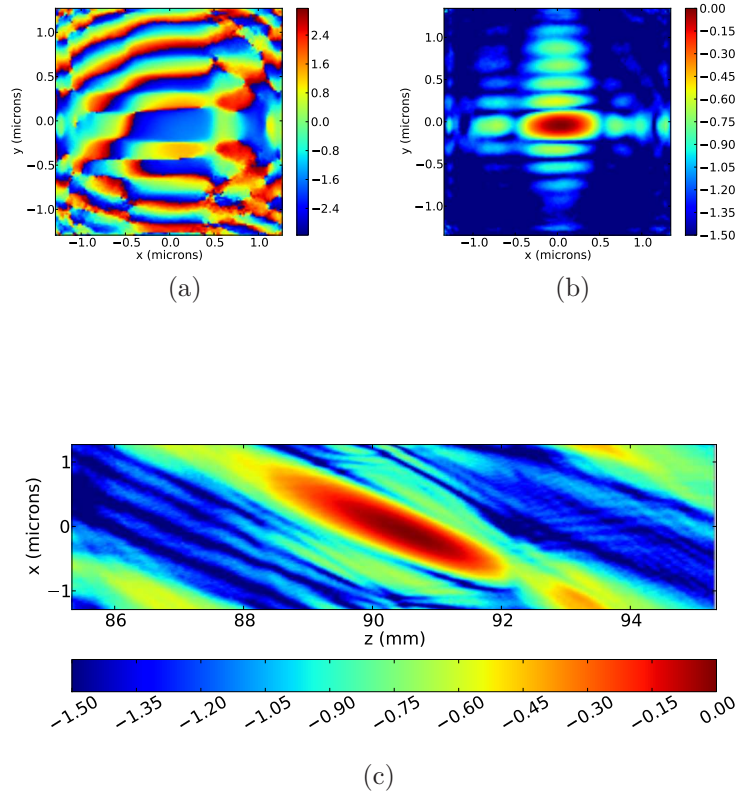 1.0
0.5
0.0
−0.5
−1.0
y (microns)
−1.0 −0.5 0.0 0.5 1.0
x (microns)
2.4
1.6
0.8
0.0
−0.8
−1.6
−2.4
(a)
1.0
0.5
0.0
−0.5
−1.0
y (microns)
−1.0 −0.5 0.0 0.5 1.0
x (microns)
0.00
−0.15
−0.30
−0.45
−0.60
−0.75
−0.90
−1.05
−1.20
−1.35
−1.50
(b)
1
0
−1
x (microns)
86 88 90 92 94
z (mm)
−1.50 −1.35 −1.20 −1.05 −0.90 −0.75 −0.60 −0.45 −0.30 −0.15 0.00
(c)